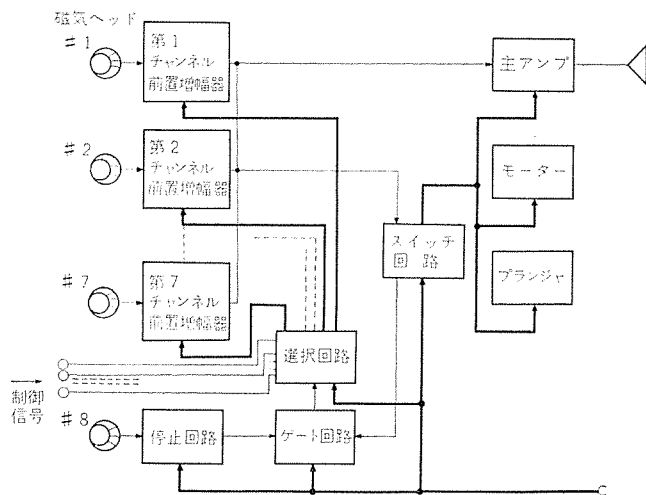 磁気ヘッド
#1
第1
チャンネル
前置増幅器
主アンプ
#2
第2
チャンネル
前置増幅器
モーター
スイッチ
回路
#7
第7
チャンネル
前置増幅器
プランジャ
選択回路
制御
信号
#8
停止回路
ゲート回路